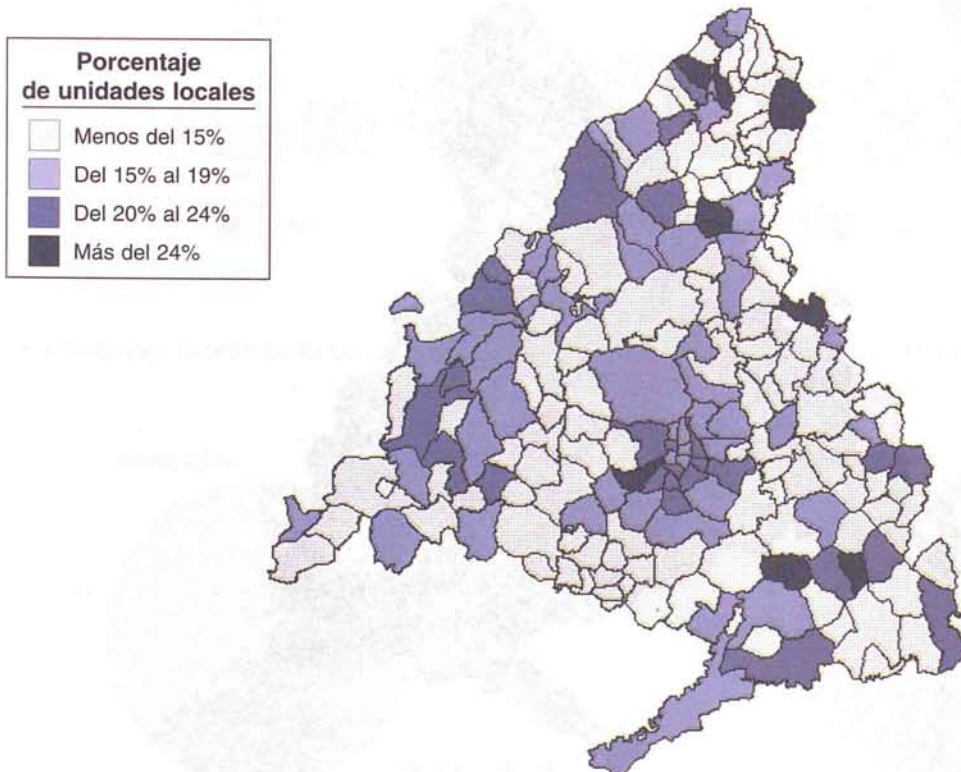 Porcentaje
de unidades locales
Menos del 15%
Del 15% al 19%
Del 20% al 24%
Más del 24%